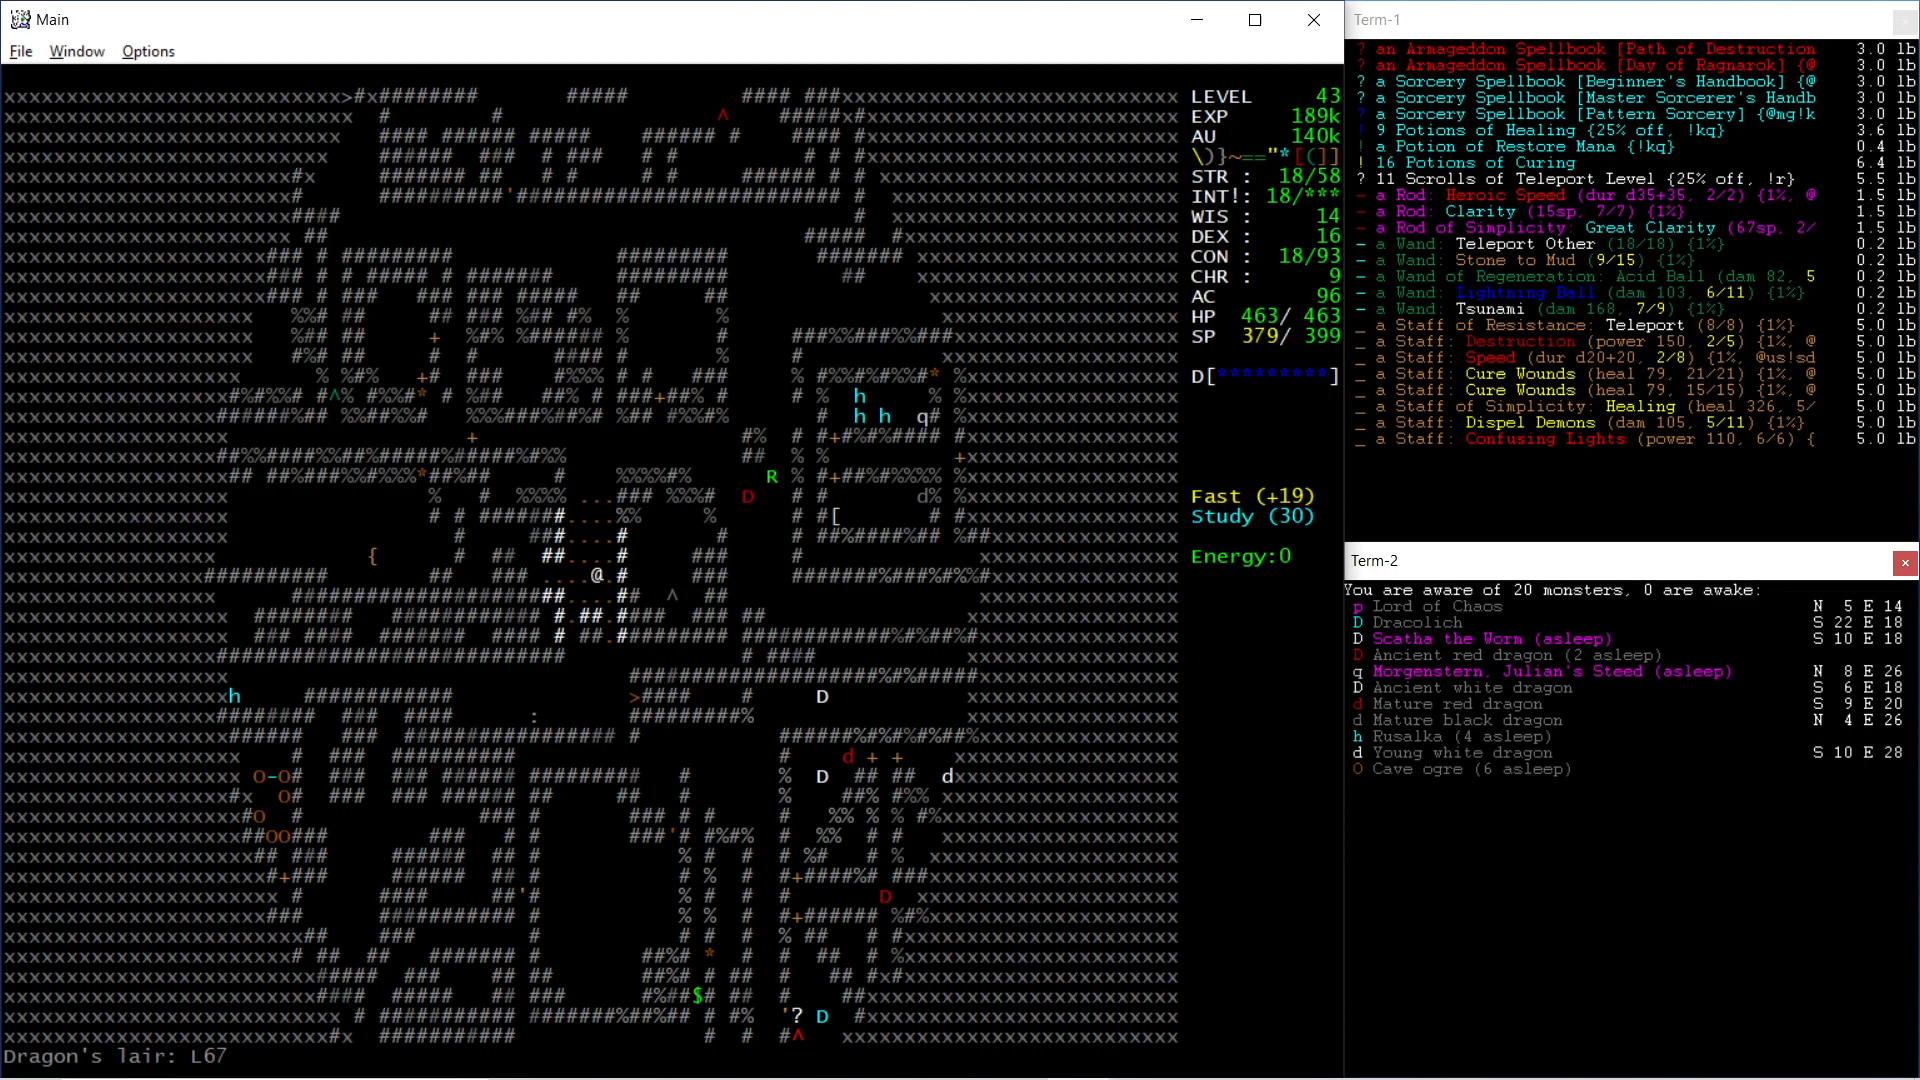 Main
File Window Options
LEVEL 43
EXP 189k
AU 140k
\)}~=="*[(]]
STR : 18/58
INT!: 18/***
WIS : 14
DEX : 16
CON : 18/93
CHR : 9
AC 96
HP 463/ 463
SP 379/ 399
D[*********]
Fast (+19)
Study (30)
Energy:0
Dragon's lair: L67
Term-1
? an Armageddon Spellbook [Path of Destruction 3.0 lb
? an Armageddon Spellbook [Day of Ragnarok] {@ 3.0 lb
? a Sorcery Spellbook [Beginner's Handbook] {@ 3.0 lb
? a Sorcery Spellbook [Master Sorcerer's Handb 3.0 lb
? a Sorcery Spellbook [Pattern Sorcery] {@mg!k 3.0 lb
! 9 Potions of Healing {25% off, !kq} 3.6 lb
! a Potion of Restore Mana {!kq} 0.4 lb
! 16 Potions of Curing 6.4 lb
? 11 Scrolls of Teleport Level {25% off, !r} 5.5 lb
- a Rod: Heroic Speed (dur d35+35, 2/2) {1%, @ 1.5 lb
- a Rod: Clarity (15sp, 7/7) {1%} 1.5 lb
- a Rod of Simplicity: Great Clarity (67sp, 2/ 1.5 lb
- a Wand: Teleport Other (18/18) {1%} 0.2 lb
- a Wand: Stone to Mud (9/15) {1%} 0.2 lb
- a Wand of Regeneration: Acid Ball (dam 82, 5 0.2 lb
- a Wand: Lightning Ball (dam 103, 6/11) {1%} 0.2 lb
- a Wand: Tsunami (dam 168, 7/9) {1%} 0.2 lb
_ a Staff of Resistance: Teleport (8/8) {1%} 5.0 lb
_ a Staff: Destruction (power 150, 2/5) {1%, @ 5.0 lb
_ a Staff: Speed (dur d20+20, 2/8) {1%, @us!sd 5.0 lb
_ a Staff: Cure Wounds (heal 79, 21/21) {1%, @ 5.0 lb
_ a Staff: Cure Wounds (heal 79, 15/15) {1%, @ 5.0 lb
_ a Staff of Simplicity: Healing (heal 326, 5/ 5.0 lb
_ a Staff: Dispel Demons (dam 105, 5/11) {1%} 5.0 lb
_ a Staff: Confusing Lights (power 110, 6/6) { 5.0 lb
Term-2
You are aware of 20 monsters, 0 are awake:
p Lord of Chaos N 5 E 14
D Dracolich S 22 E 18
D Scatha the Worm (asleep) S 10 E 18
D Ancient red dragon (2 asleep)
q Morgenstern, Julian's Steed (asleep) N 8 E 26
D Ancient white dragon S 6 E 18
d Mature red dragon S 9 E 20
d Mature black dragon N 4 E 26
h Rusalka (4 asleep)
d Young white dragon S 10 E 28
O Cave ogre (6 asleep)